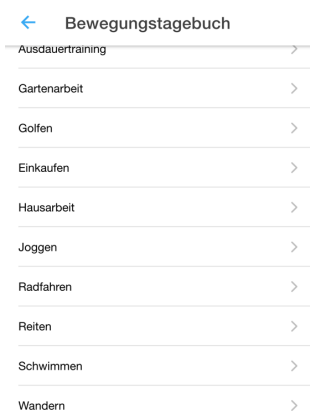 Bewegungstagebuch
Ausdauertraining
Gartenarbeit
Golfen
Einkaufen
Hausarbeit
Joggen
Radfahren
Reiten
Schwimmen
Wandern